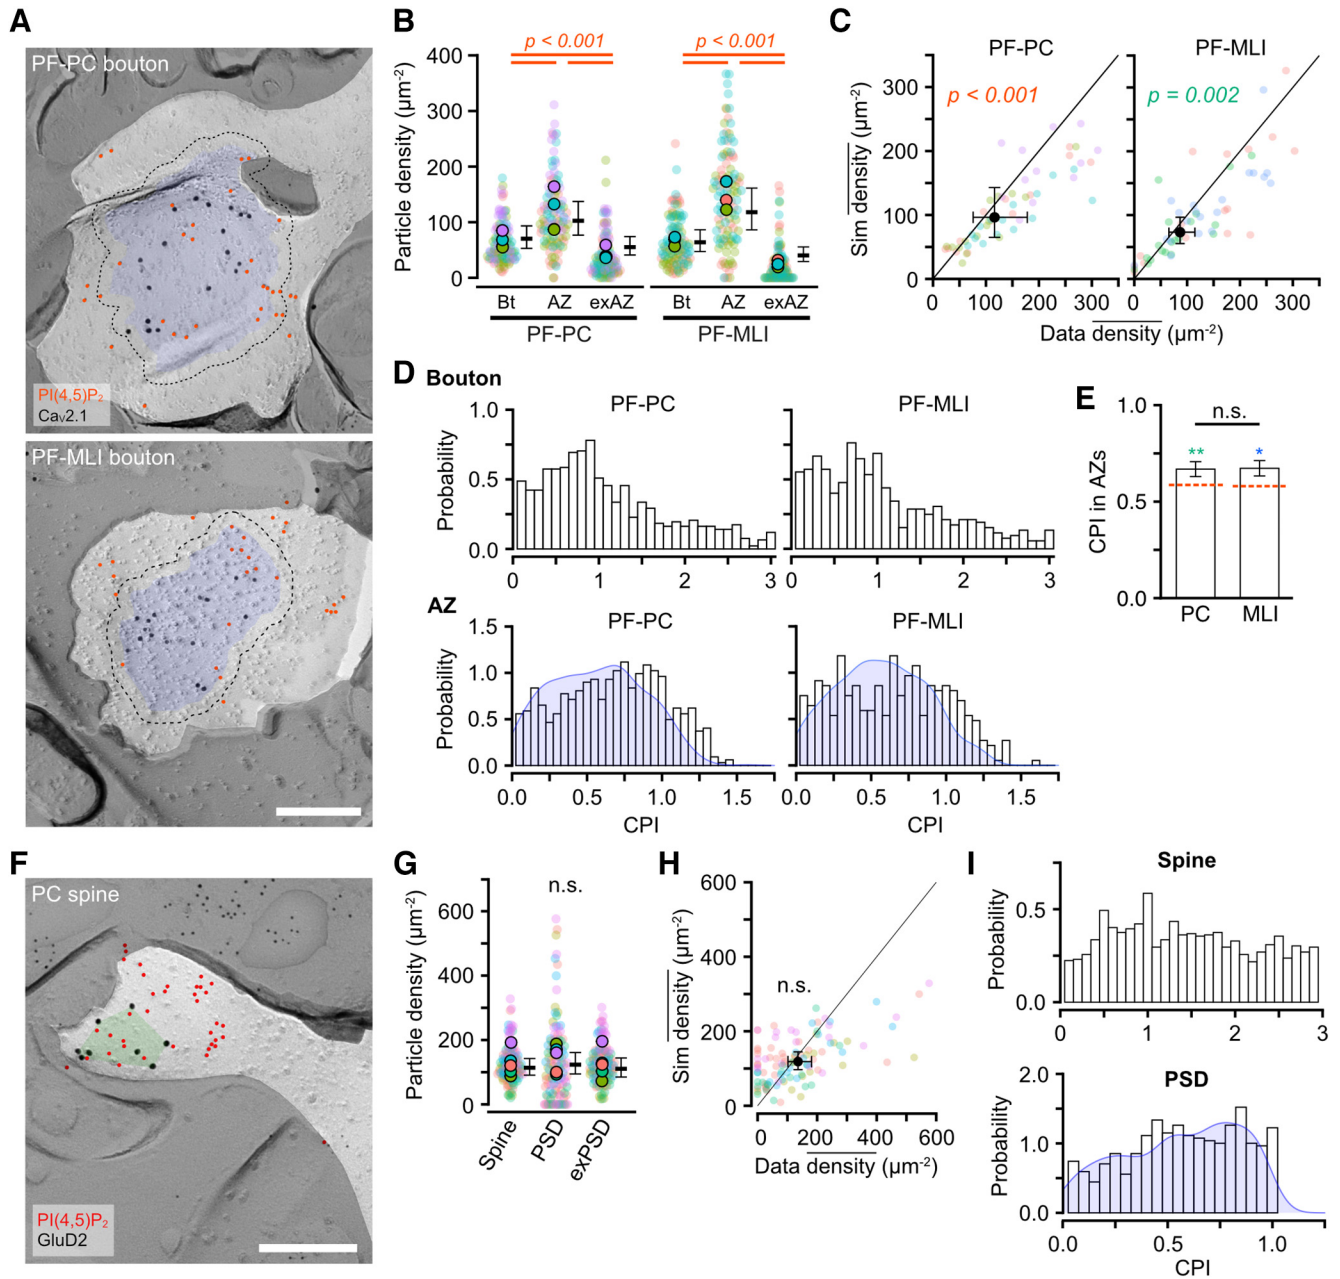 A
PF-PC bouton
PI(4,5)P₂
Caᵥ2.1
PF-MLI bouton
B
p < 0.001
p < 0.001
Particle density (µm⁻²)
400
300
200
100
0
Bt
AZ
exAZ
Bt
AZ
exAZ
PF-PC
PF-MLI
C
PF-PC
PF-MLI
p < 0.001
p = 0.002
Sim density (µm⁻²)
300
200
100
0
0
100
200
300
0
100
200
300
Data density (µm⁻²)
D
Bouton
PF-PC
PF-MLI
Probability
1.0
0.5
0.0
0
1
2
3
0
1
2
3
AZ
PF-PC
PF-MLI
Probability
1.5
1.0
0.5
0.0
0.0
0.5
1.0
1.5
0.0
0.5
1.0
1.5
CPI
CPI
E
n.s.
**
*
CPI in AZs
1.0
0.5
0.0
PC
MLI
F
PC spine
PI(4,5)P₂
GluD2
G
n.s.
Particle density (µm⁻²)
600
400
200
0
Spine
PSD
exPSD
H
n.s.
Sim density (µm⁻²)
600
400
200
0
0
200
400
600
Data density (µm⁻²)
I
Spine
Probability
0.5
0.0
0
1
2
3
PSD
Probability
2.0
1.0
0.0
0.0
0.5
1.0
CPI